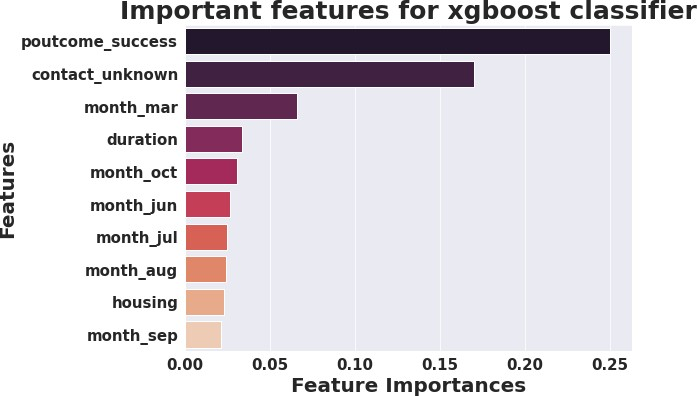 Important features for xgboost classifier
Features
poutcome_success
contact_unknown
month_mar
duration
month_oct
month_jun
month_jul
month_aug
housing
month_sep
0.00 0.05 0.10 0.15 0.20 0.25
Feature Importances